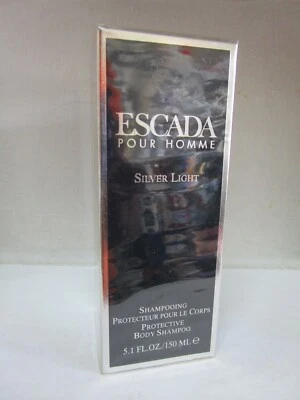 ESCADA
POUR HOMME
SILVER LIGHT
SHAMPOOING
PROTECTEUR POUR LE CORPS
PROTECTIVE
BODY SHAMPOO
5.1 FL.OZ./150 ML ℮